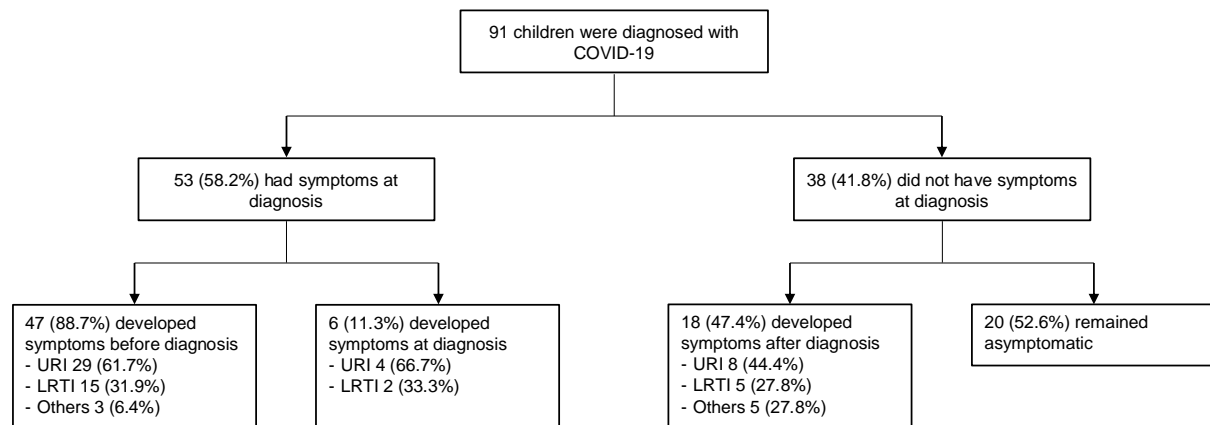 91 children were diagnosed with
COVID-19
53 (58.2%) had symptoms at
diagnosis
38 (41.8%) did not have symptoms
at diagnosis
47 (88.7%) developed
symptoms before diagnosis
- URI 29 (61.7%)
- LRTI 15 (31.9%)
- Others 3 (6.4%)
6 (11.3%) developed
symptoms at diagnosis
- URI 4 (66.7%)
- LRTI 2 (33.3%)
18 (47.4%) developed
symptoms after diagnosis
- URI 8 (44.4%)
- LRTI 5 (27.8%)
- Others 5 (27.8%)
20 (52.6%) remained
asymptomatic